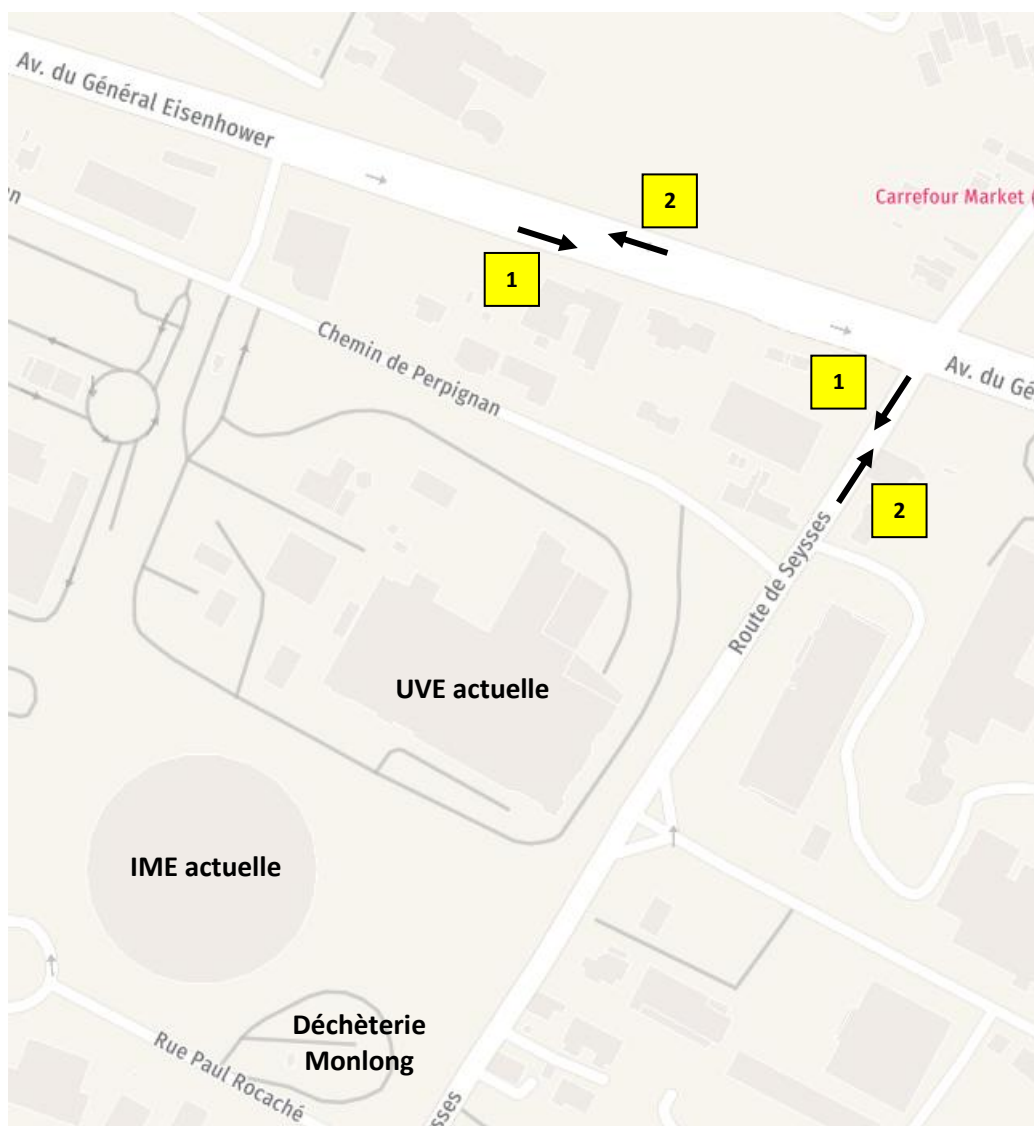 Av. du Général Eisenhower
Carrefour Market (
2
1
Chemin de Perpignan
Av. du Gé
1
2
Route de Seysses
UVE actuelle
IME actuelle
Déchèterie
Monlong
Rue Paul Rocaché
sses